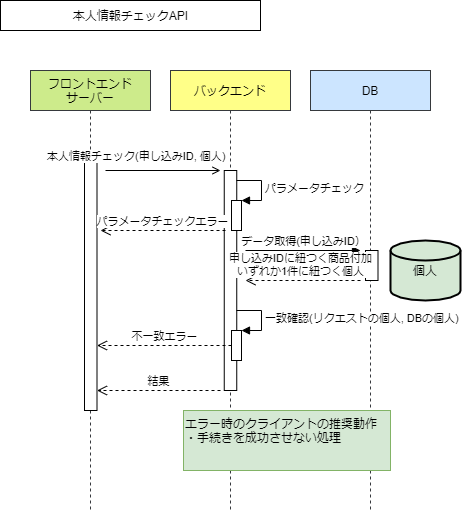 本人情報チェックAPI
フロントエンド
サーバー
バックエンド
DB
本人情報チェック(申し込みID, 個人)
パラメータチェック
パラメータチェックエラー
データ取得(申し込みID)
申し込みIDに紐つく商品付加
いずれか1件に紐つく個人
個人
一致確認(リクエストの個人, DBの個人)
不一致エラー
結果
エラー時のクライアントの推奨動作
・手続きを成功させない処理